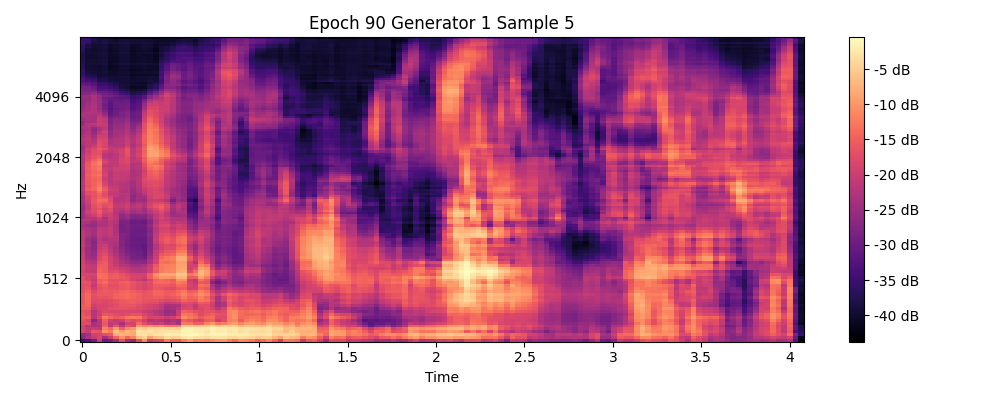 Epoch 90 Generator 1 Sample 5
Hz
4096
2048
1024
512
0
0
0.5
1
1.5
2
2.5
3
3.5
4
Time
-5 dB
-10 dB
-15 dB
-20 dB
-25 dB
-30 dB
-35 dB
-40 dB